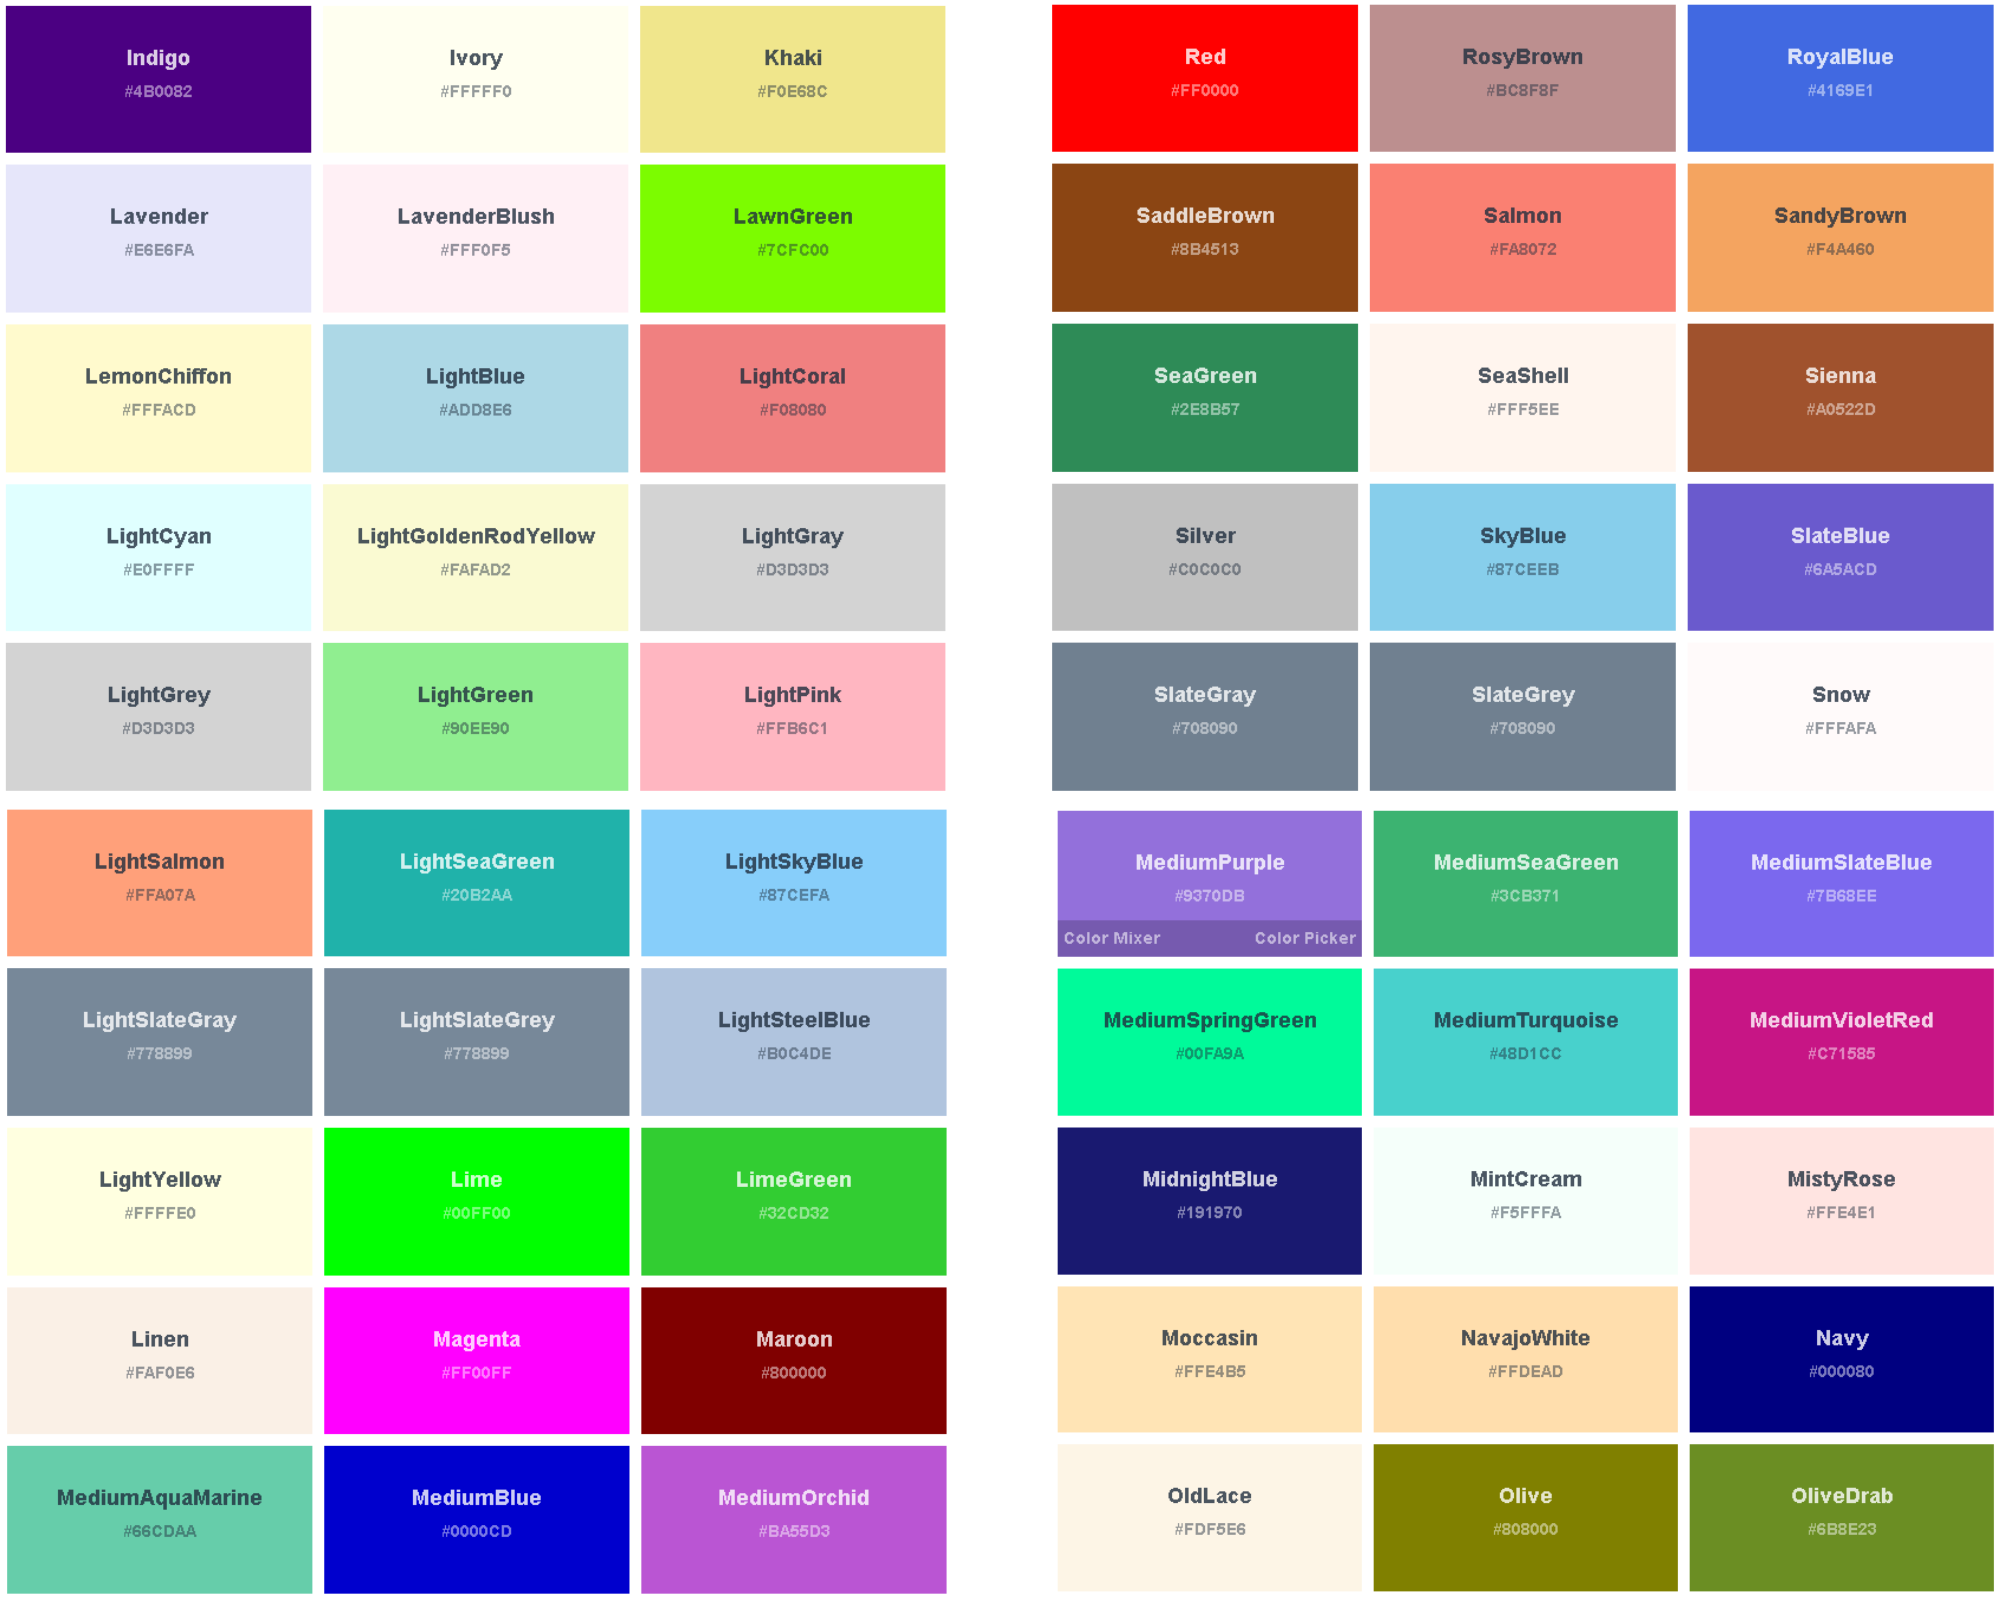 Indigo
#4B0082
Ivory
#FFFFF0
Khaki
#F0E68C
Lavender
#E6E6FA
LavenderBlush
#FFF0F5
LawnGreen
#7CFC00
LemonChiffon
#FFFACD
LightBlue
#ADD8E6
LightCoral
#F08080
LightCyan
#E0FFFF
LightGoldenRodYellow
#FAFAD2
LightGray
#D3D3D3
LightGrey
#D3D3D3
LightGreen
#90EE90
LightPink
#FFB6C1
LightSalmon
#FFA07A
LightSeaGreen
#20B2AA
LightSkyBlue
#87CEFA
LightSlateGray
#778899
LightSlateGrey
#778899
LightSteelBlue
#B0C4DE
LightYellow
#FFFFE0
Lime
#00FF00
LimeGreen
#32CD32
Linen
#FAF0E6
Magenta
#FF00FF
Maroon
#800000
MediumAquaMarine
#66CDAA
MediumBlue
#0000CD
MediumOrchid
#BA55D3
Red
#FF0000
RosyBrown
#BC8F8F
RoyalBlue
#4169E1
SaddleBrown
#8B4513
Salmon
#FA8072
SandyBrown
#F4A460
SeaGreen
#2E8B57
SeaShell
#FFF5EE
Sienna
#A0522D
Silver
#C0C0C0
SkyBlue
#87CEEB
SlateBlue
#6A5ACD
SlateGray
#708090
SlateGrey
#708090
Snow
#FFFAFA
MediumPurple
#9370DB
Color Mixer
Color Picker
MediumSeaGreen
#3CB371
MediumSlateBlue
#7B68EE
MediumSpringGreen
#00FA9A
MediumTurquoise
#48D1CC
MediumVioletRed
#C71585
MidnightBlue
#191970
MintCream
#F5FFFA
MistyRose
#FFE4E1
Moccasin
#FFE4B5
NavajoWhite
#FFDEAD
Navy
#000080
OldLace
#FDF5E6
Olive
#808000
OliveDrab
#6B8E23